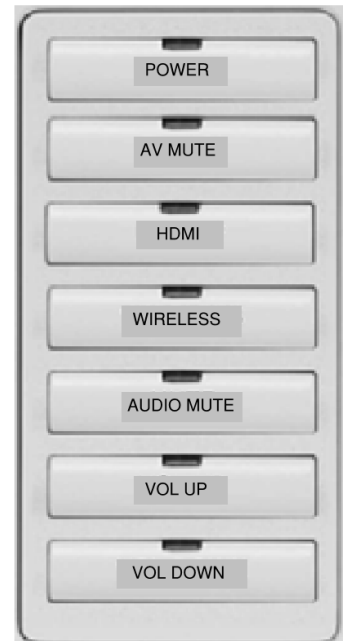 POWER
AV MUTE
HDMI
WIRELESS
AUDIO MUTE
VOL UP
VOL DOWN